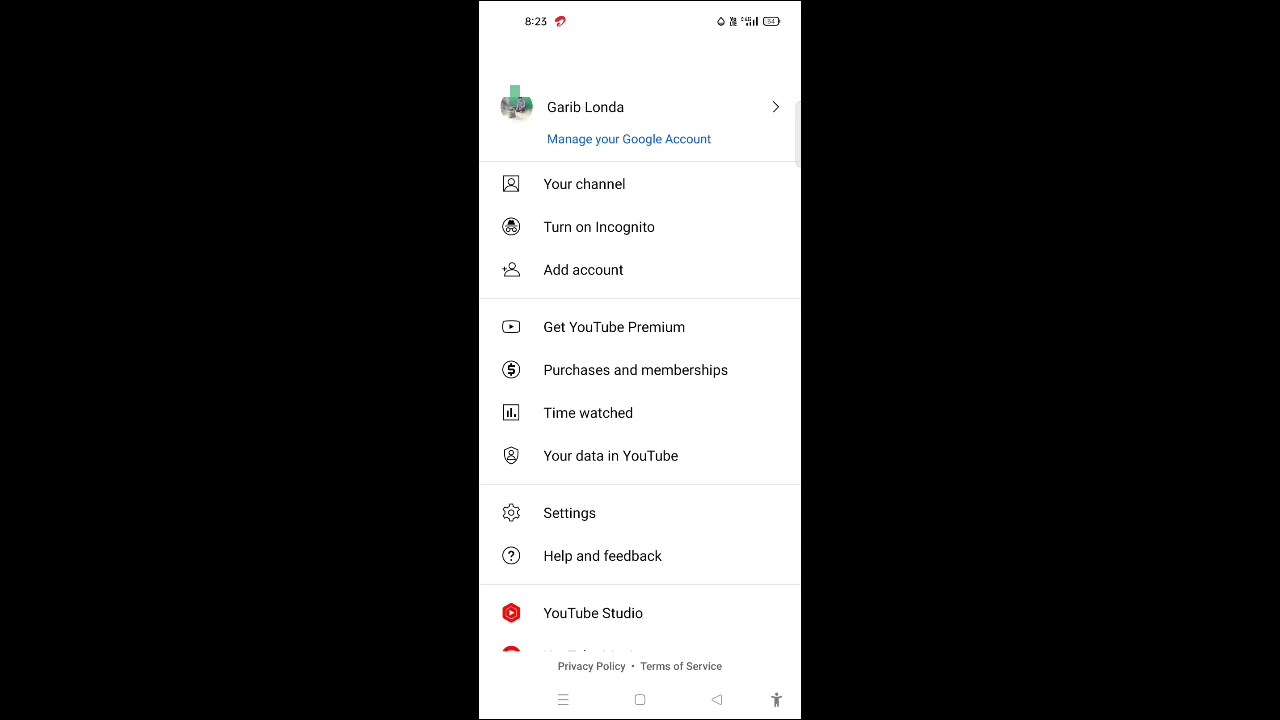 8:23
Garib Londa
Manage your Google Account
Your channel
Turn on Incognito
Add account
Get YouTube Premium
Purchases and memberships
Time watched
Your data in YouTube
Settings
Help and feedback
YouTube Studio
Privacy Policy • Terms of Service